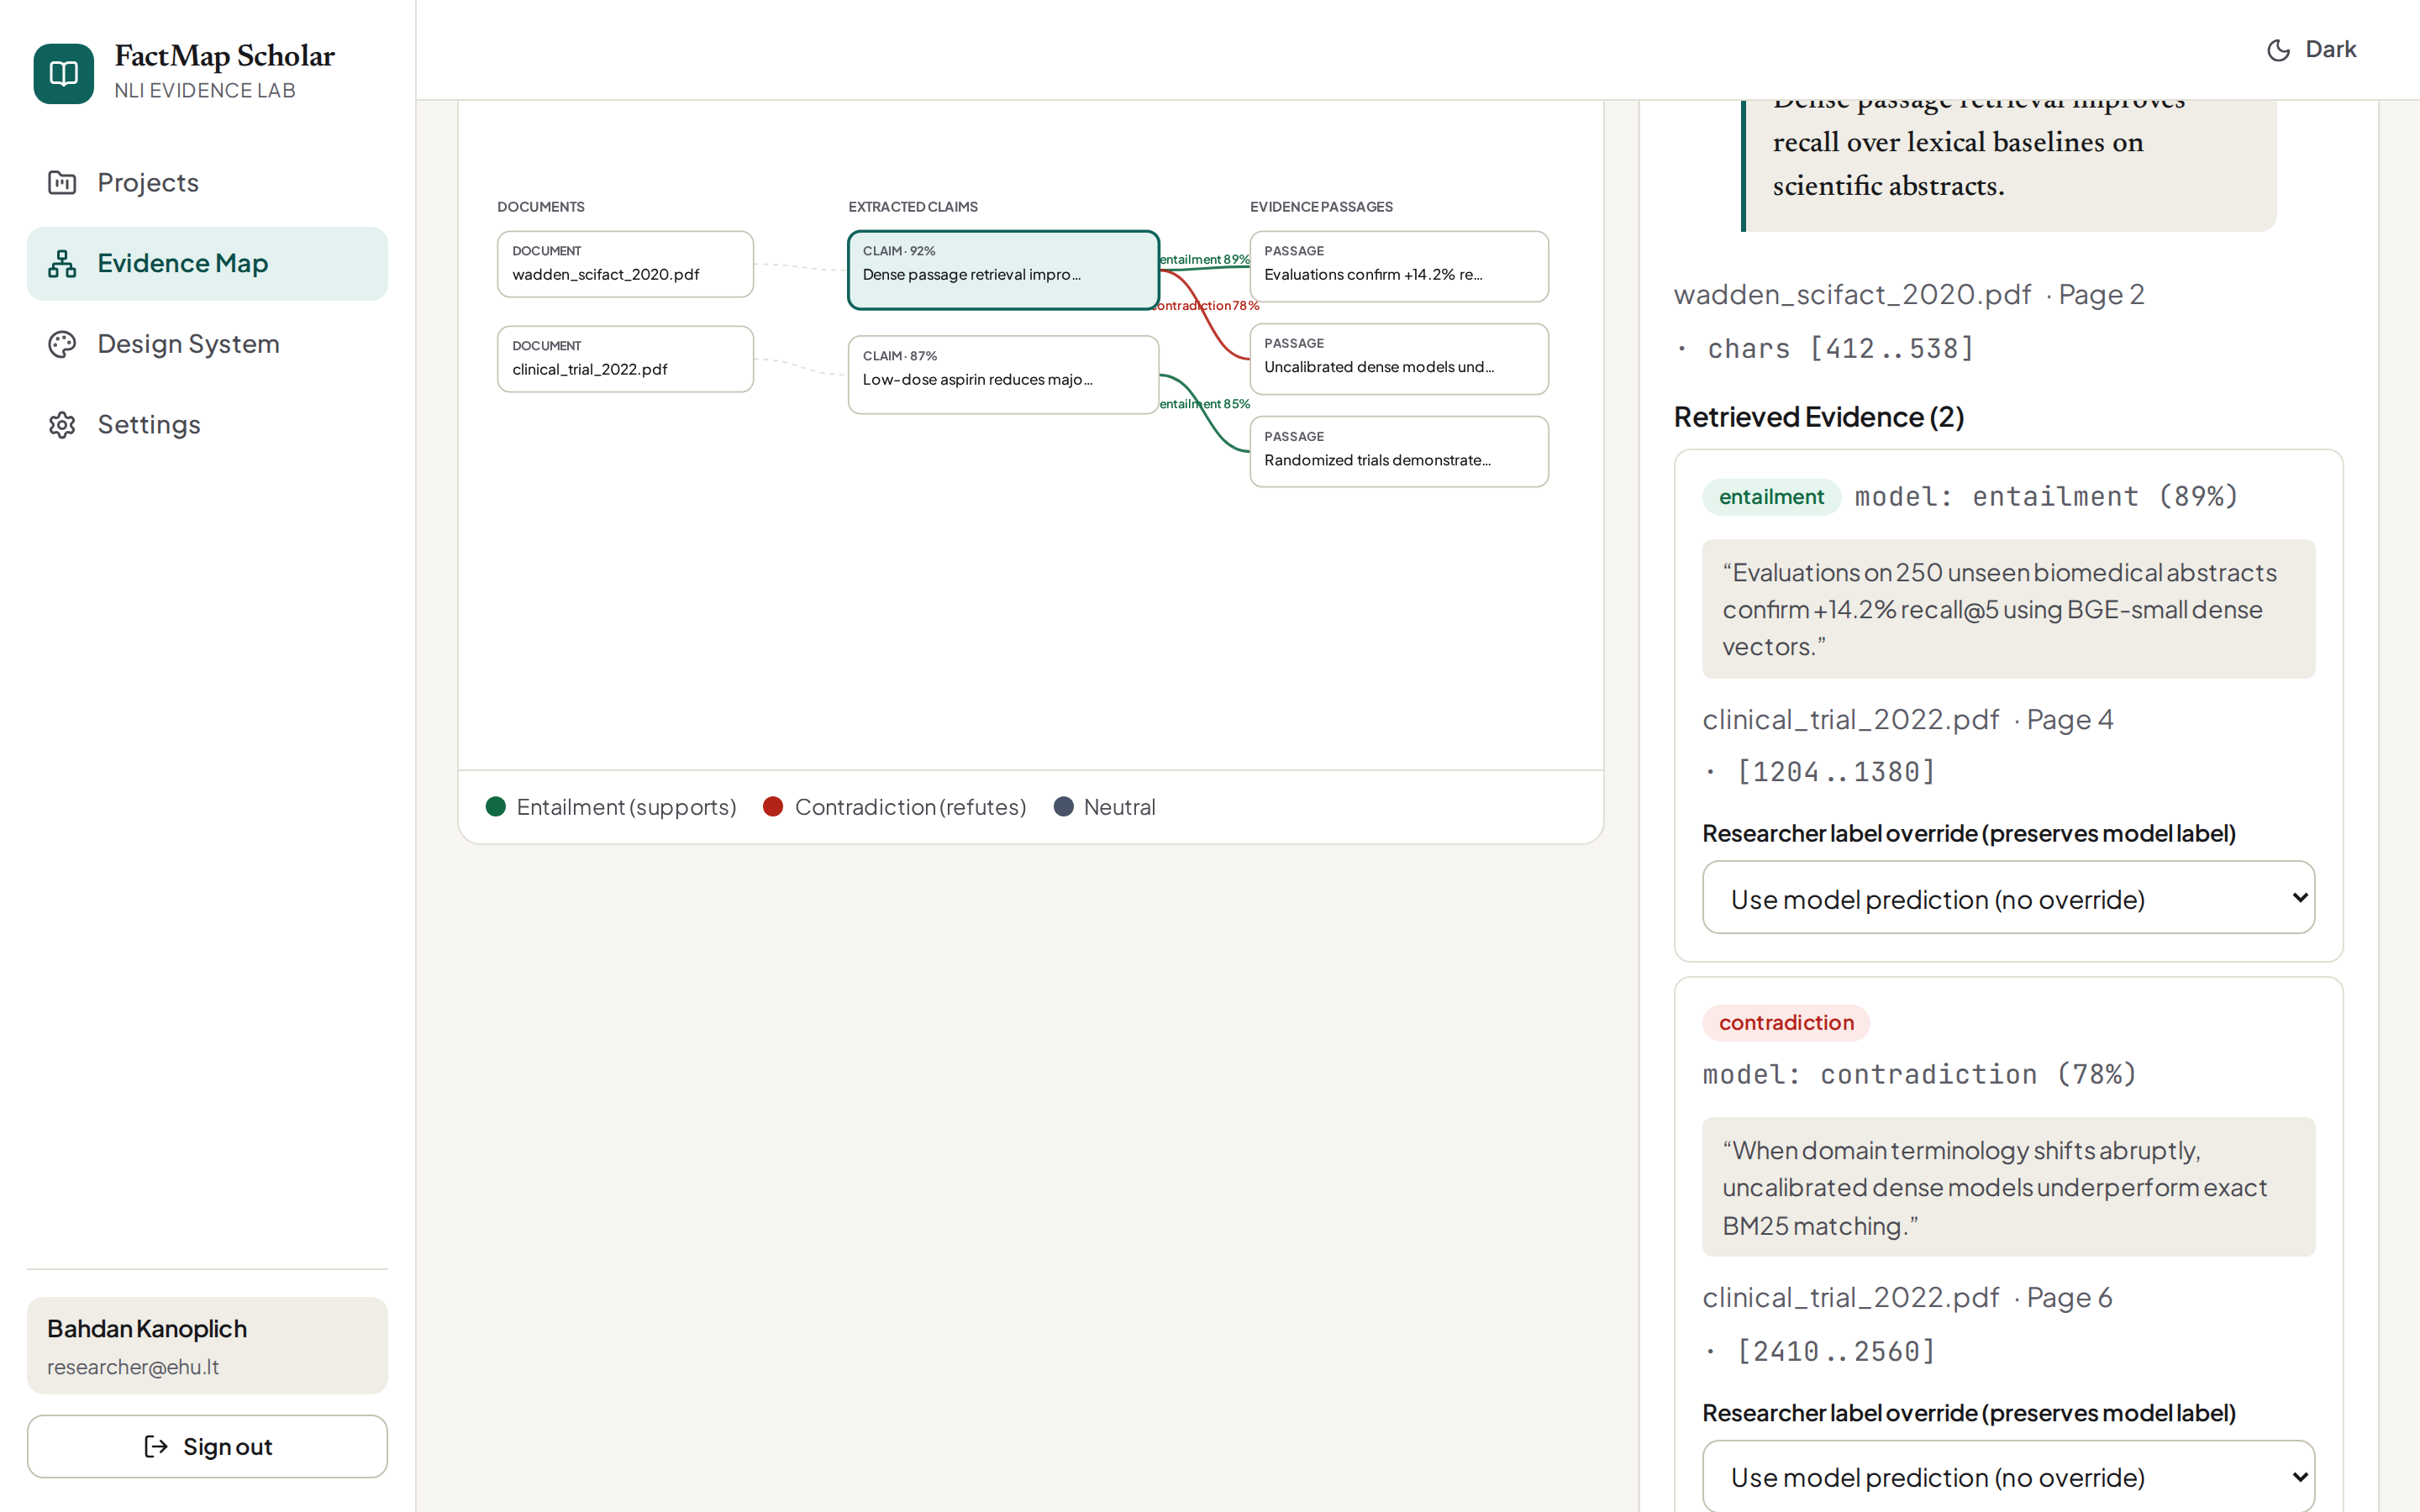 FactMap Scholar
NLI EVIDENCE LAB
Projects
Evidence Map
Design System
Settings
Bahdan Kanoplich
researcher@ehu.lt
Sign out
Dark
DOCUMENTS
DOCUMENT
wadden_scifact_2020.pdf
DOCUMENT
clinical_trial_2022.pdf
EXTRACTED CLAIMS
CLAIM · 92%
Dense passage retrieval impro...
CLAIM · 87%
Low-dose aspirin reduces majo...
entailment 89%
contradiction 78%
entailment 85%
EVIDENCE PASSAGES
PASSAGE
Evaluations confirm +14.2% re...
PASSAGE
Uncalibrated dense models und...
PASSAGE
Randomized trials demonstrate...
Entailment (supports)
Contradiction (refutes)
Neutral
Dense passage retrieval improves
recall over lexical baselines on
scientific abstracts.
wadden_scifact_2020.pdf · Page 2
· chars [412..538]
Retrieved Evidence (2)
entailment model: entailment (89%)
“Evaluations on 250 unseen biomedical abstracts
confirm +14.2% recall@5 using BGE-small dense
vectors.”
clinical_trial_2022.pdf · Page 4
· [1204..1380]
Researcher label override (preserves model label)
Use model prediction (no override)
contradiction
model: contradiction (78%)
“When domain terminology shifts abruptly,
uncalibrated dense models underperform exact
BM25 matching.”
clinical_trial_2022.pdf · Page 6
· [2410..2560]
Researcher label override (preserves model label)
Use model prediction (no override)